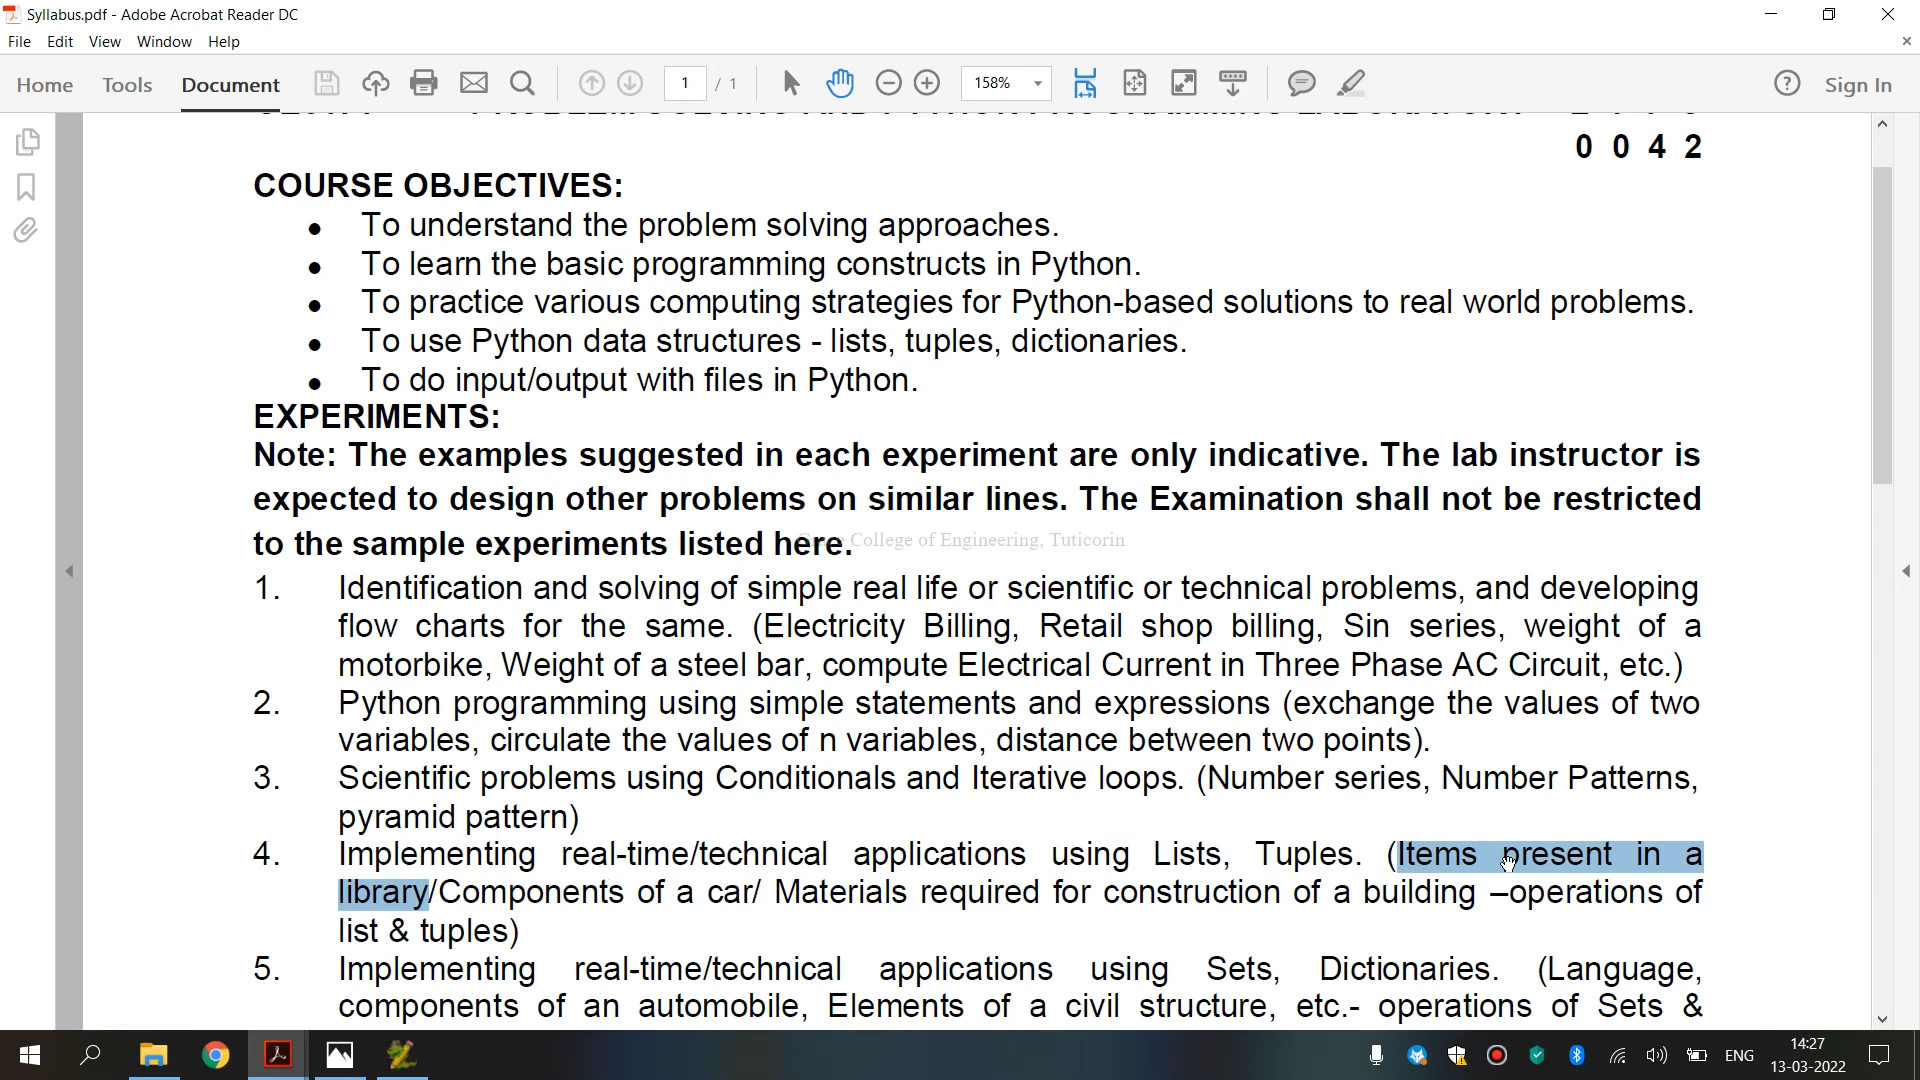 Syllabus.pdf - Adobe Acrobat Reader DC
File Edit View Window Help
Home Tools Document 1 / 1 158% Sign In
0 0 4 2
COURSE OBJECTIVES:
● To understand the problem solving approaches.
● To learn the basic programming constructs in Python.
● To practice various computing strategies for Python-based solutions to real world problems.
● To use Python data structures - lists, tuples, dictionaries.
● To do input/output with files in Python.
EXPERIMENTS:
Note: The examples suggested in each experiment are only indicative. The lab instructor is
expected to design other problems on similar lines. The Examination shall not be restricted
to the sample experiments listed here.
College of Engineering, Tuticorin
1. Identification and solving of simple real life or scientific or technical problems, and developing
flow charts for the same. (Electricity Billing, Retail shop billing, Sin series, weight of a
motorbike, Weight of a steel bar, compute Electrical Current in Three Phase AC Circuit, etc.)
2. Python programming using simple statements and expressions (exchange the values of two
variables, circulate the values of n variables, distance between two points).
3. Scientific problems using Conditionals and Iterative loops. (Number series, Number Patterns,
pyramid pattern)
4. Implementing real-time/technical applications using Lists, Tuples. (Items present in a
library/Components of a car/ Materials required for construction of a building –operations of
list & tuples)
5. Implementing real-time/technical applications using Sets, Dictionaries. (Language,
components of an automobile, Elements of a civil structure, etc.- operations of Sets &
ENG
14:27
13-03-2022